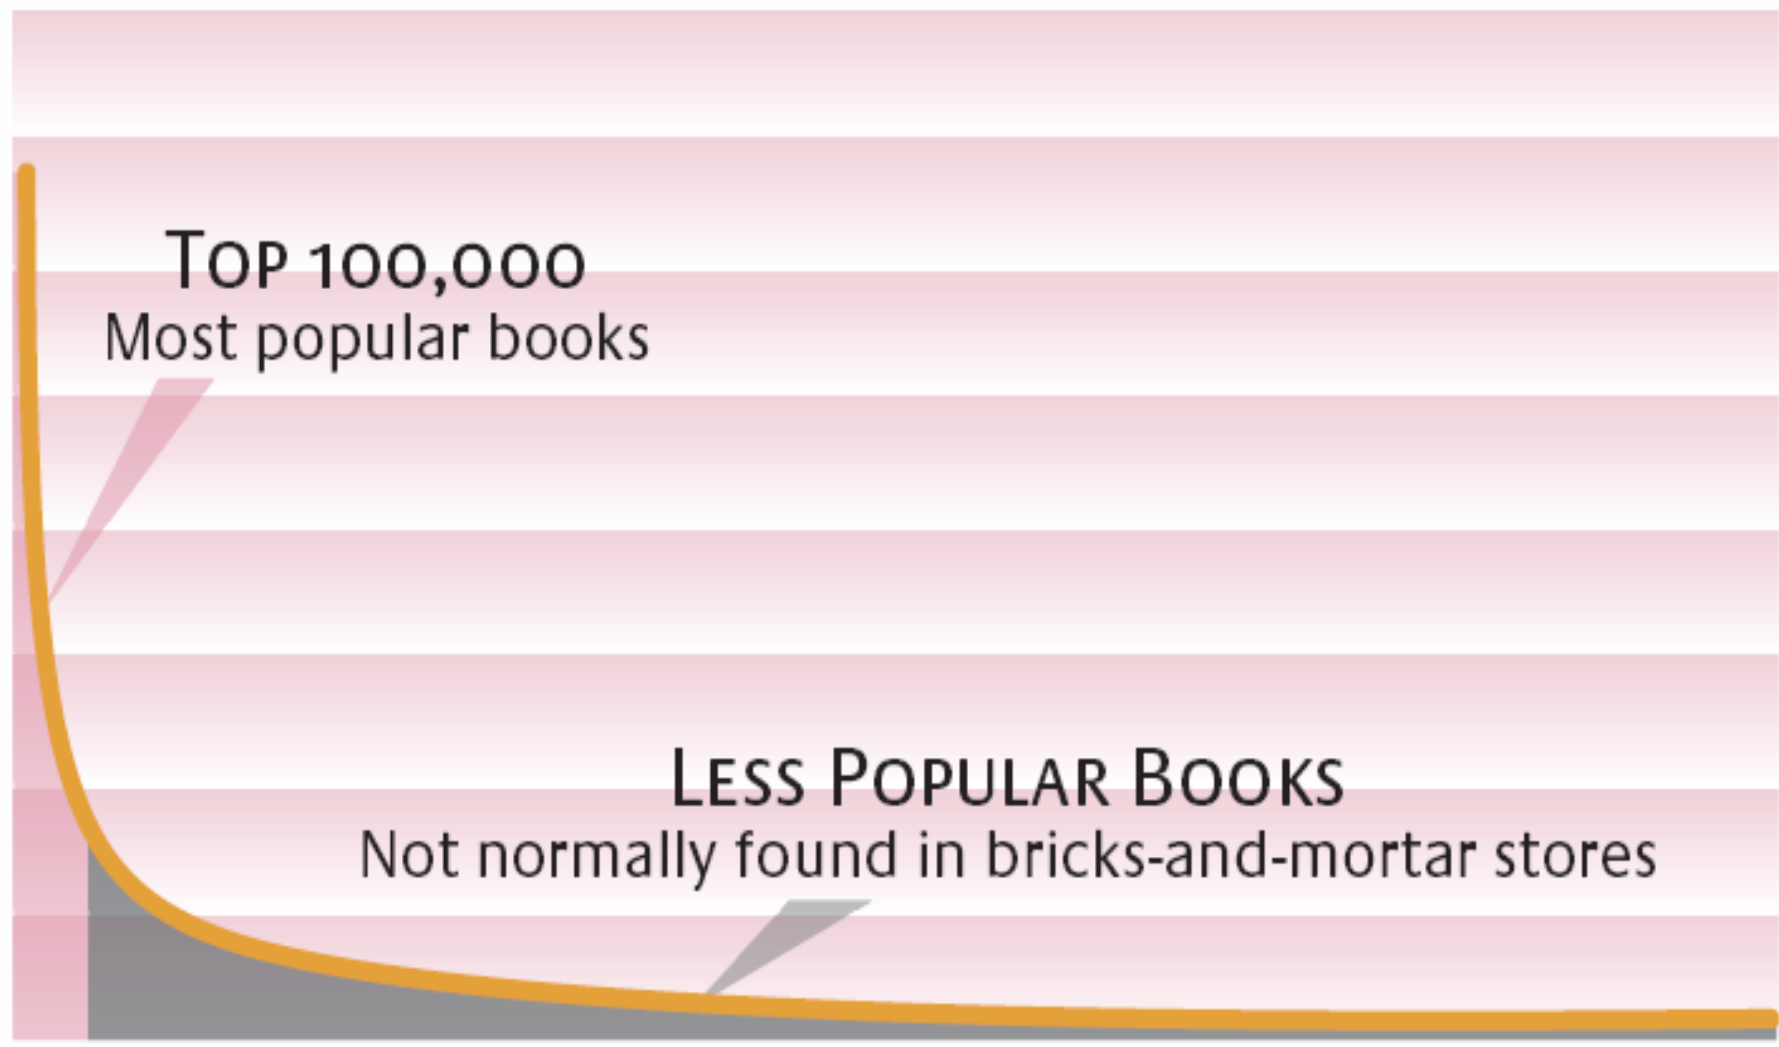 Top 100,000
Most popular books
Less Popular Books
Not normally found in bricks-and-mortar stores